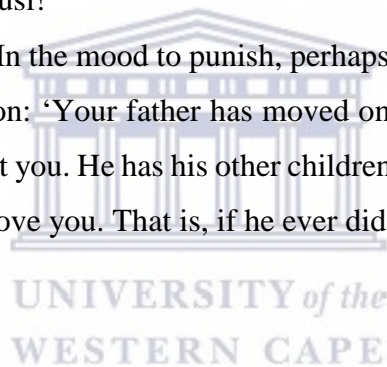 In the mood to punish, perhaps
on: ‘Your father has moved on
t you. He has his other children
ove you. That is, if he ever did
UNIVERSITY of the
WESTERN CAPE